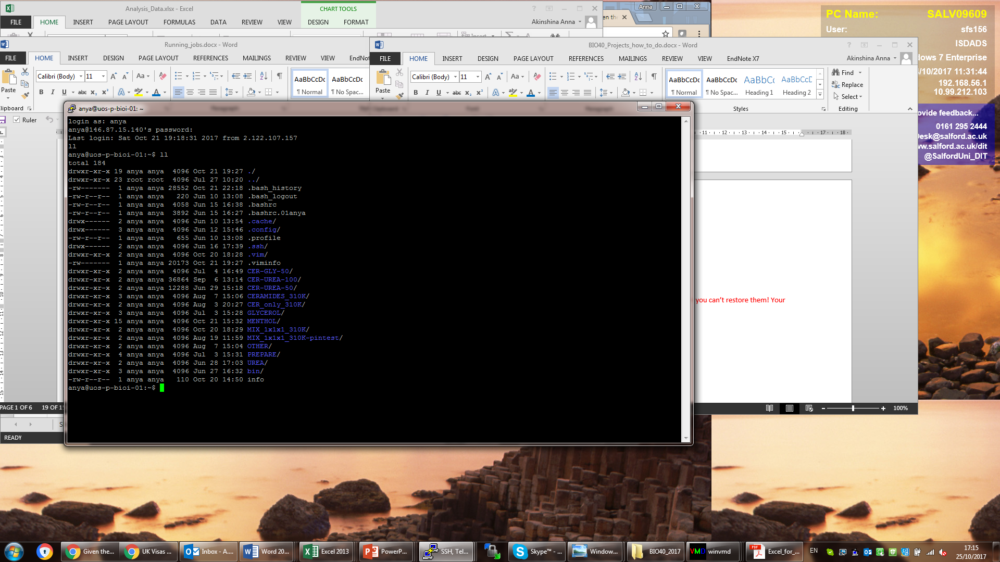 Analysis_Data.xlsx - Excel
CHART TOOLS
FILE HOME INSERT PAGE LAYOUT FORMULAS DATA REVIEW VIEW DESIGN FORMAT
Akinshina Anna
Anna
PC Name: SALV09609
User: sfs156
ISDADS
dows 7 Enterprise
/10/2017 11:31:44
192.168.56.1
10.99.212.103
ovide feedback...
0161 295 2444
desk@salford.ac.uk
ww.salford.ac.uk/dit
@SalfordUni_DIT
Running_jobs.docx - Word
FILE HOME INSERT DESIGN PAGE LAYOUT REFERENCES MAILINGS REVIEW VIEW EndNo
Calibri (Body) 11
Paste
AaBbCcDc AaBbCcDc
¶ Normal ¶ No Spac...
lipboard
Ruler
BIO40_Projects_how_to_do.docx - Word
FILE HOME INSERT DESIGN PAGE LAYOUT REFERENCES MAILINGS REVIEW VIEW EndNote X7
Akinshina Anna
Calibri (Body) 11
Paste
AaBbCcDc AaBbCcDc AaBbCc AaBbCcD
¶ Normal ¶ No Spac... Heading 1 Heading 2
Styles
Find
Replace
Select
Editing
anya@uos-p-bioi-01: ~
login as: anya
anya@146.87.15.140's password:
Last login: Sat Oct 21 19:18:31 2017 from 2.122.107.157
ll
anya@uos-p-bioi-01:~$ ll
total 184
drwxr-xr-x 19 anya anya  4096 Oct 21 19:27 ./
drwxr-xr-x 23 root root  4096 Jul 27 10:20 ../
-rw-------  1 anya anya 28552 Oct 21 22:18 .bash_history
-rw-r--r--  1 anya anya   220 Jun 10 13:08 .bash_logout
-rw-r--r--  1 anya anya  4058 Jun 15 16:38 .bashrc
-rw-r--r--  1 anya anya  3892 Jun 15 16:27 .bashrc.01anya
drwx------  2 anya anya  4096 Jun 10 13:54 .cache/
drwx------  3 anya anya  4096 Jun 12 15:46 .config/
-rw-r--r--  1 anya anya   655 Jun 10 13:08 .profile
drwx------  2 anya anya  4096 Jun 16 17:39 .ssh/
drwxr-xr-x  2 anya anya  4096 Oct 20 18:28 .vim/
-rw-------  1 anya anya 20173 Oct 21 19:27 .viminfo
drwxr-xr-x  2 anya anya  4096 Jul  4 16:49 CER-GLY-50/
drwxr-xr-x  2 anya anya 36864 Sep  6 13:14 CER-UREA-100/
drwxr-xr-x  2 anya anya 12288 Jun 29 15:18 CER-UREA-50/
drwxr-xr-x  3 anya anya  4096 Aug  7 15:06 CERAMIDES_310K/
drwxr-xr-x  2 anya anya  4096 Aug  3 20:27 CER_only_310K/
drwxr-xr-x  3 anya anya  4096 Jul  3 15:28 GLYCEROL/
drwxr-xr-x 15 anya anya  4096 Oct 21 15:32 MENTHOL/
drwxr-xr-x  2 anya anya  4096 Oct 20 18:29 MIX_1x1x1_310K/
drwxr-xr-x  2 anya anya  4096 Aug 19 11:59 MIX_1x1x1_310K-pintest/
drwxr-xr-x  2 anya anya  4096 Aug  7 15:04 OTHER/
drwxr-xr-x  4 anya anya  4096 Jul  3 15:31 PREPARE/
drwxr-xr-x  2 anya anya  4096 Jun 28 17:03 UREA/
drwxr-xr-x  3 anya anya  4096 Jun 27 16:32 bin/
-rw-r--r--  1 anya anya   110 Oct 20 14:50 info
anya@uos-p-bioi-01:~$
you can't restore them! Your
PAGE 1 OF 6 19 OF 1
100%
READY
Given the... UK Visas ... Inbox - A.... Word 20... Excel 2013 PowerP... SSH, Tel... Skype™ - ... Window... BIO40_2017 winvmd Excel_for_...
EN
17:15
25/10/2017